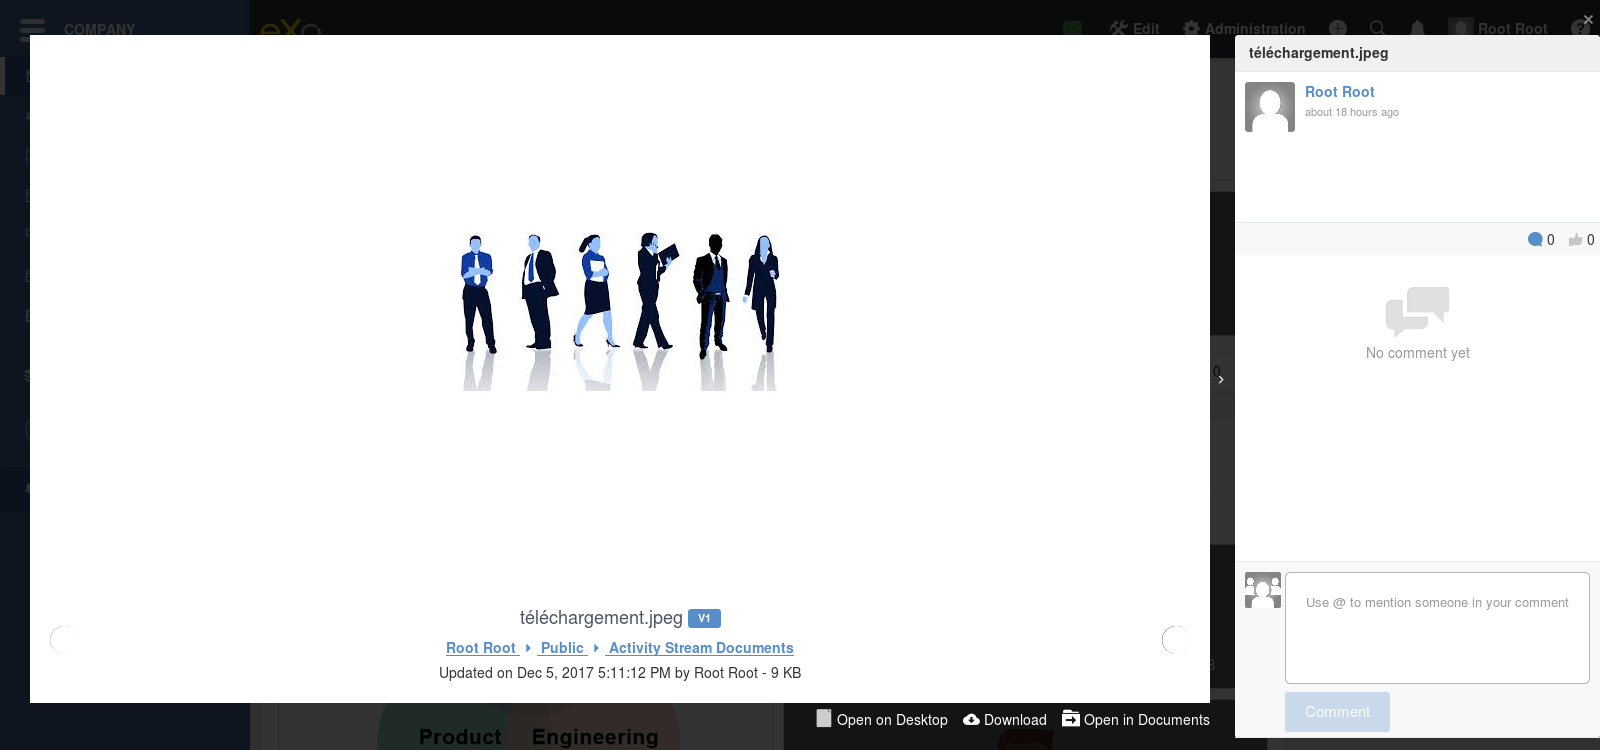 COMPANY
eXo
Edit
Administration
Root Root
téléchargement.jpeg
Root Root
about 18 hours ago
0
0
No comment yet
0
téléchargement.jpeg V1
Root Root Public Activity Stream Documents
Updated on Dec 5, 2017 5:11:12 PM by Root Root - 9 KB
Use @ to mention someone in your comment
Comment
Open on Desktop
Download
Open in Documents
Product
Engineering